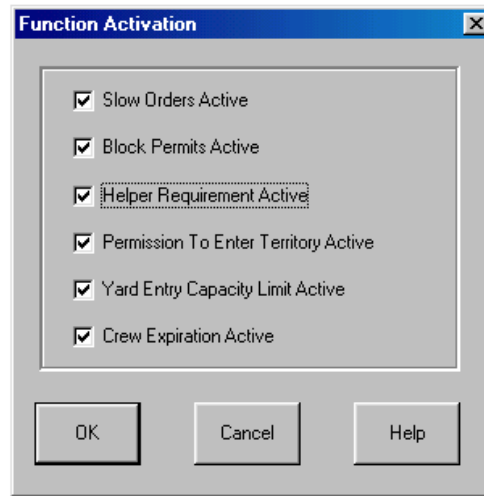 Function Activation
Slow Orders Active
Block Permits Active
Helper Requirement Active
Permission To Enter Territory Active
Yard Entry Capacity Limit Active
Crew Expiration Active
OK Cancel Help